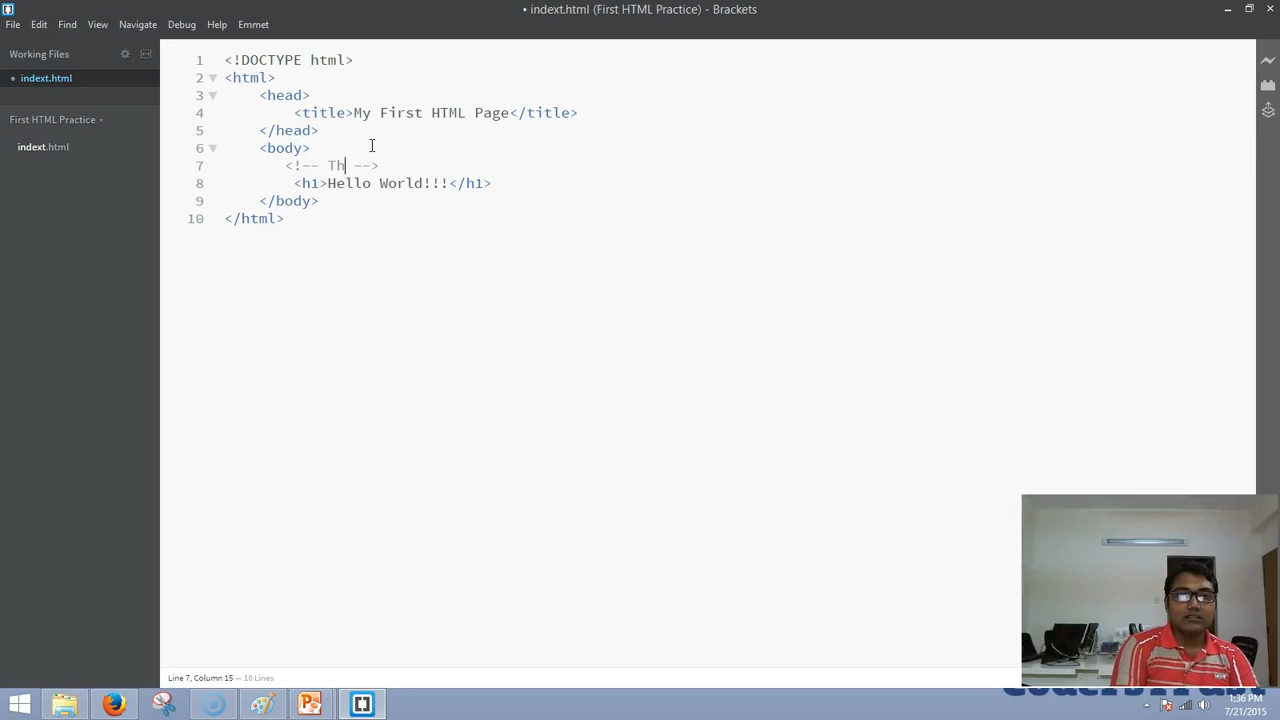 • indext.html (First HTML Practice) - Brackets
File Edit Find View Navigate Debug Help Emmet
Working Files
• indext.html
First HTML Practice
indext.html
1 <!DOCTYPE html>
2 <html>
3 <head>
4 <title>My First HTML Page</title>
5 </head>
6 <body>
7 <!-- Th -->
8 <h1>Hello World!!!</h1>
9 </body>
10 </html>
Line 7, Column 15 — 10 Lines
1:36 PM
7/21/2015